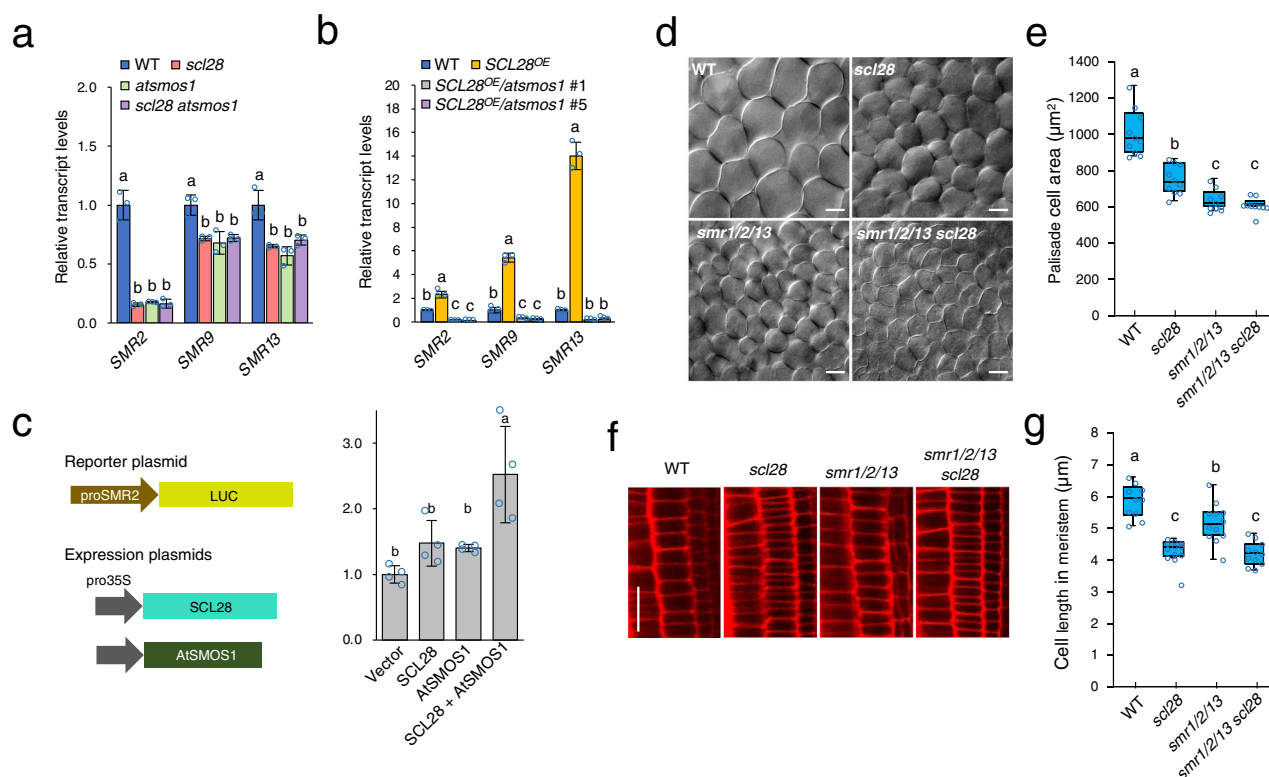 a
WT scl28
atsmos1
scl28 atsmos1
Relative transcript levels
2.0
1.5
1.0
0.5
0.0
a
b b b
a
b b b
a
b b b
SMR2
SMR9
SMR13
b
WT SCL28OE
SCL28OE/atsmos1 #1
SCL28OE/atsmos1 #5
Relative transcript levels
20
18
16
14
12
10
8
6
4
2
0
b a c c
b a c c
b a b b
SMR2
SMR9
SMR13
c
Reporter plasmid
proSMR2
LUC
Expression plasmids
pro35S
SCL28
AtSMOS1
3.0
2.0
1.0
0.0
b
b
b
a
Vector
SCL28
AtSMOS1
SCL28 + AtSMOS1
d
WT
scl28
smr1/2/13
smr1/2/13 scl28
e
Palisade cell area (µm²)
1400
1200
1000
800
600
400
200
0
a
b
c
c
WT
scl28
smr1/2/13
smr1/2/13 scl28
f
WT
scl28
smr1/2/13
smr1/2/13
scl28
g
Cell length in meristem (µm)
8
7
6
5
4
3
2
1
0
a
c
b
c
WT
scl28
smr1/2/13
smr1/2/13 scl28